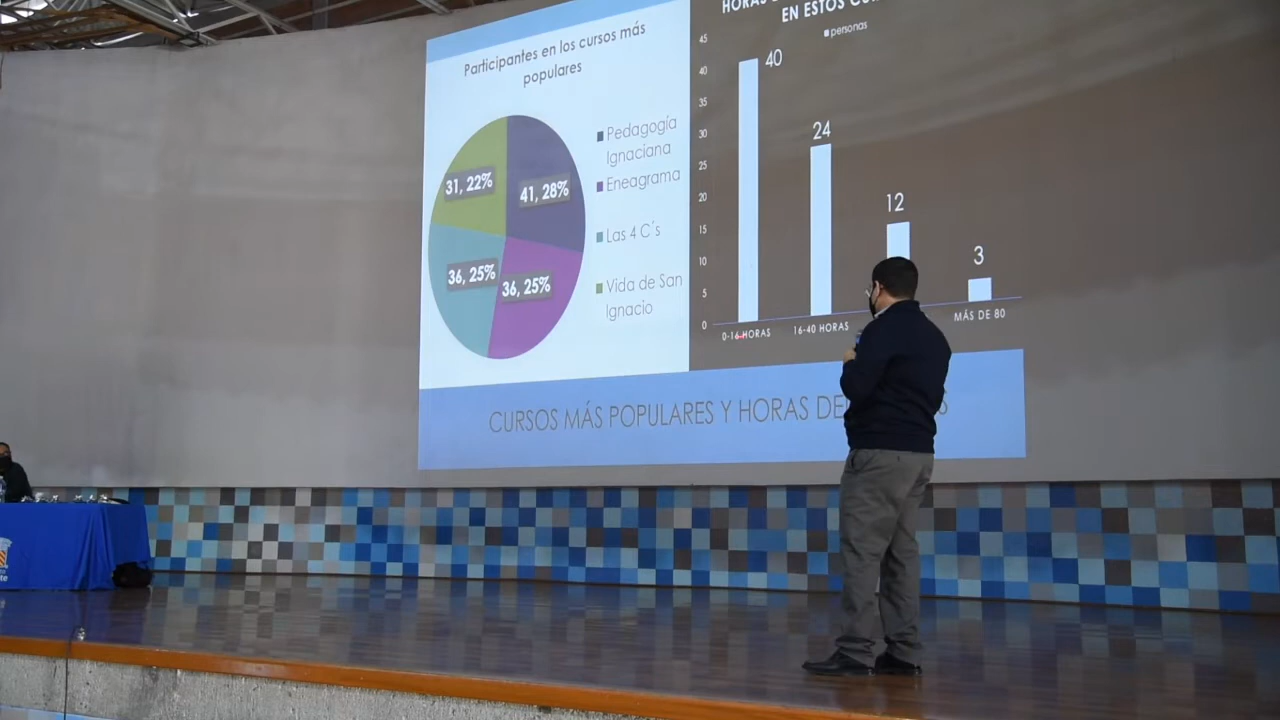 Participantes en los cursos más
populares
31, 22%
41, 28%
36, 25%
36, 25%
Pedagogía
Ignaciana
Eneagrama
Las 4 C´s
Vida de San
Ignacio
HORAS
EN ESTOS
personas
45
40
35
30
25
20
15
10
5
0
40
24
12
3
0-16 HORAS
16-40 HORAS
MÁS DE 80
CURSOS MÁS POPULARES Y HORAS